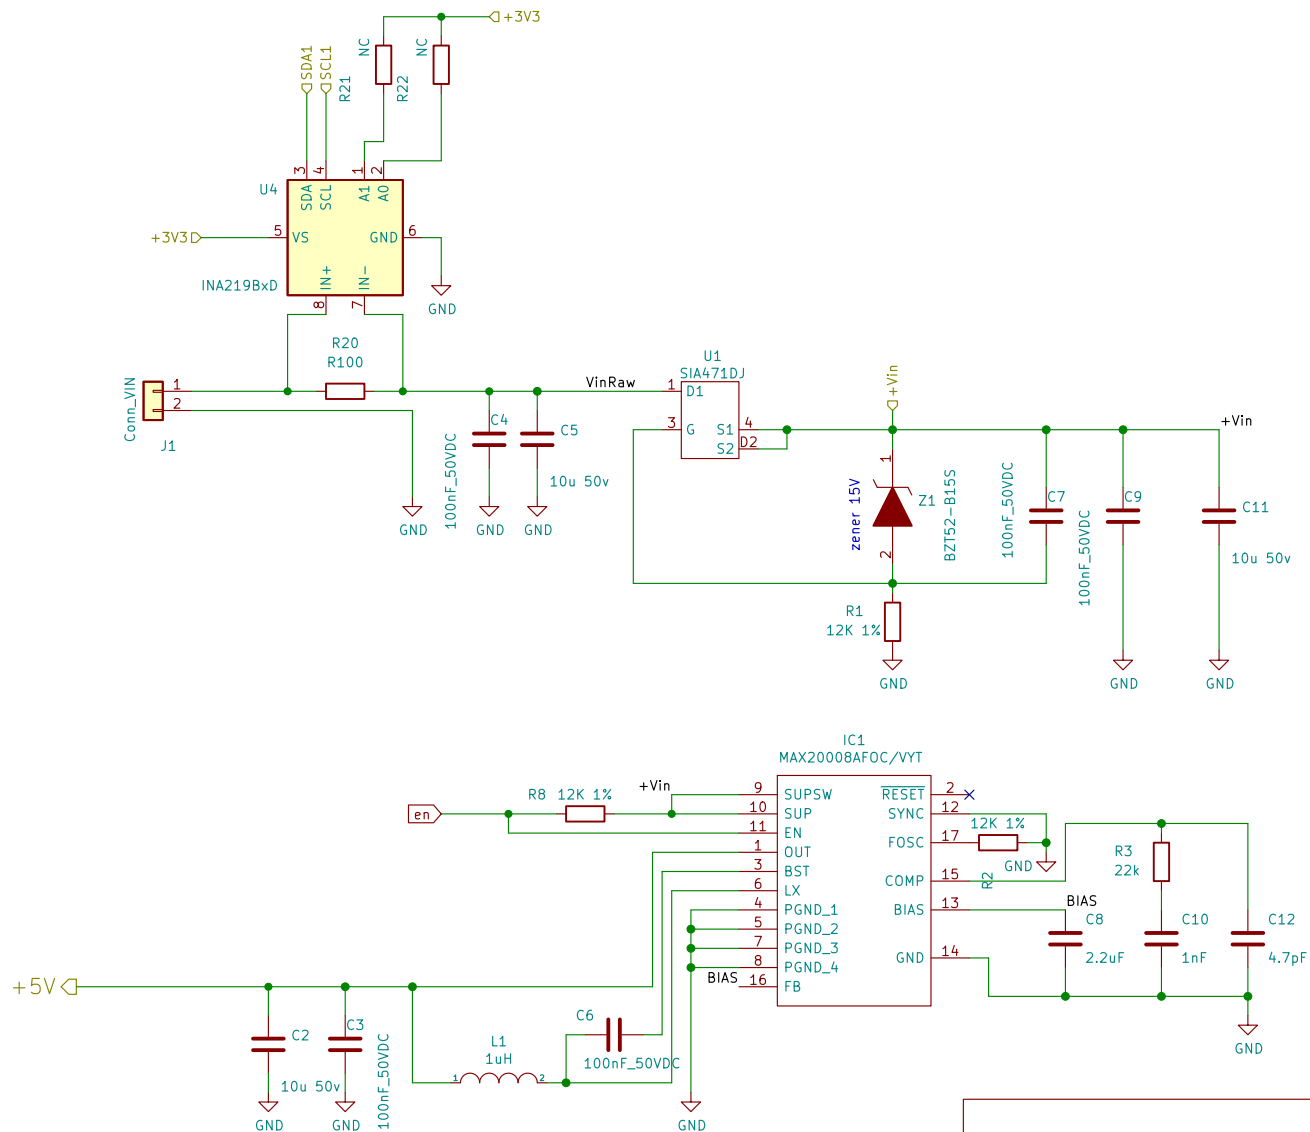 +3V3
NC
NC
SDA1
SCL1
R21
R22
3
4
1
2
U4
SDA
SCL
A1
A0
+3V3
5
VS
GND
6
INA219BxD
IN+
IN-
8
7
GND
R20
R100
Conn_VIN
1
2
J1
VinRaw
U1
SIA471DJ
1
D1
3
G
S1
4
S2
D2
+Vin
+Vin
C4
100nF_50VDC
C5
10u 50v
GND
GND
GND
1
zener 15V
Z1
BZT52-B15S
2
C7
100nF_50VDC
C9
100nF_50VDC
C11
10u 50v
R1
12K 1%
GND
GND
GND
IC1
MAX20008AFOC/VYT
en
R8
12K 1%
+Vin
9
SUPSW
10
SUP
11
EN
1
OUT
3
BST
6
LX
4
PGND_1
5
PGND_2
7
PGND_3
8
PGND_4
BIAS
16
FB
RESET
2
SYNC
12
FOSC
17
COMP
15
BIAS
13
GND
14
12K 1%
R2
GND
R3
22k
BIAS
C8
2.2uF
C10
1nF
C12
4.7pF
GND
+5V
C2
10u 50v
C3
100nF_50VDC
C6
100nF_50VDC
L1
1uH
1
2
GND
GND
GND